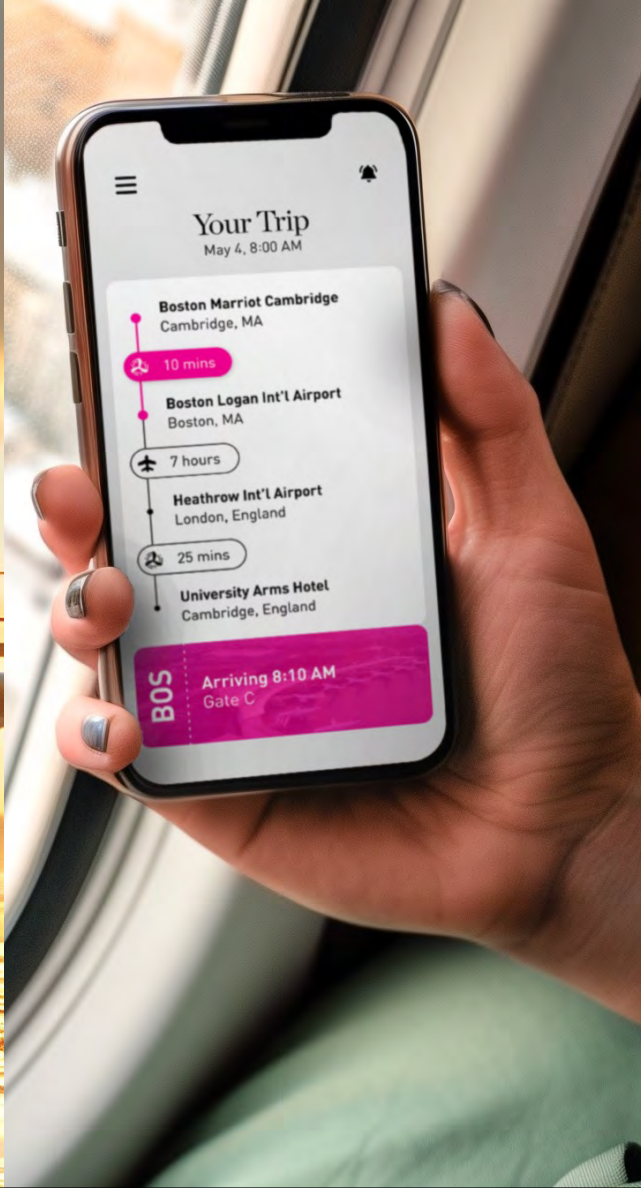 Your Trip
May 4, 8:00 AM
Boston Marriot Cambridge
Cambridge, MA
10 mins
Boston Logan Int'l Airport
Boston, MA
7 hours
Heathrow Int'l Airport
London, England
25 mins
University Arms Hotel
Cambridge, England
BOS
Arriving 8:10 AM
Gate C